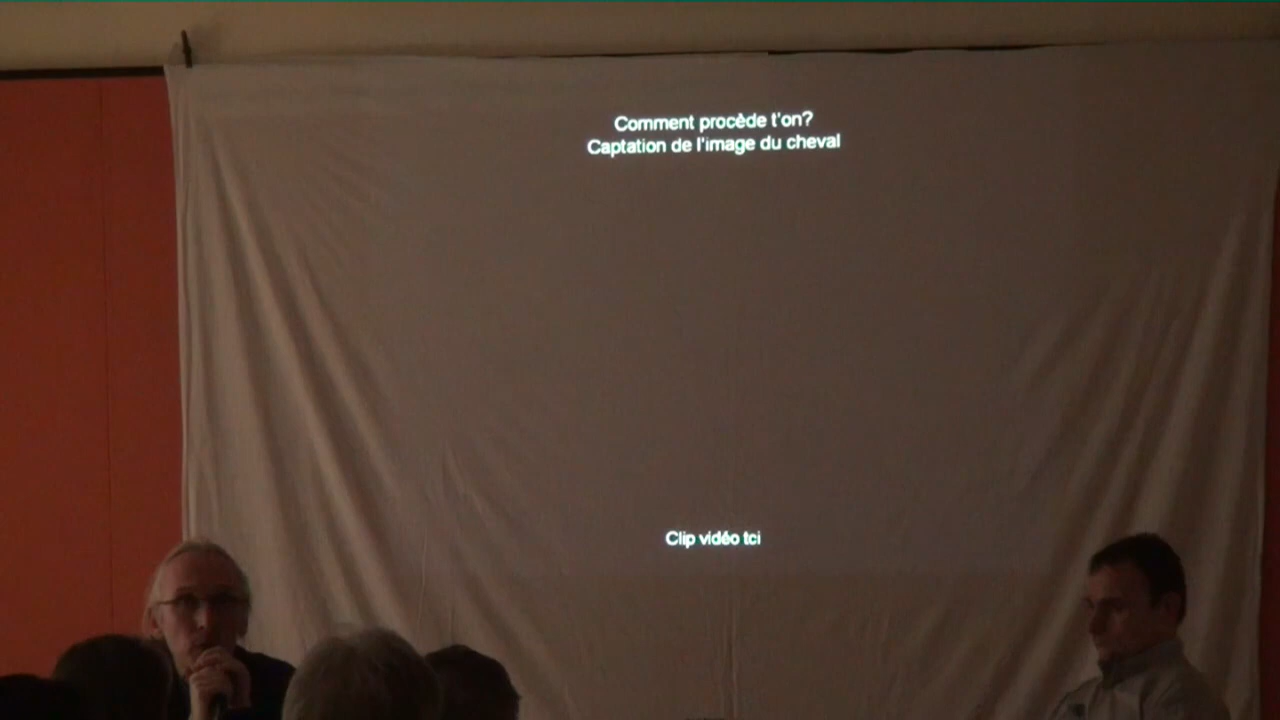 Comment procède t'on?
Captation de l'image du cheval
Clip vidéo tci